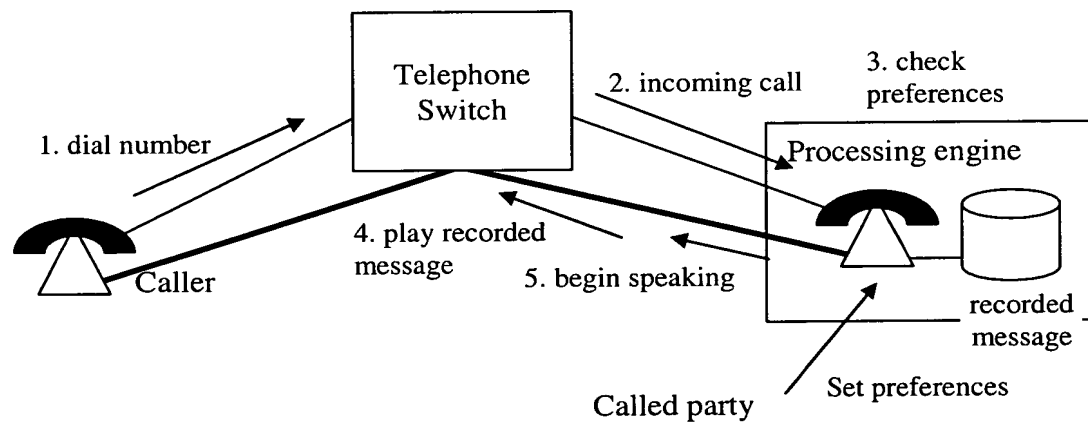 Telephone
Switch
1. dial number
2. incoming call
3. check
preferences
Processing engine
4. play recorded
message
5. begin speaking
Caller
recorded
message
Set preferences
Called party